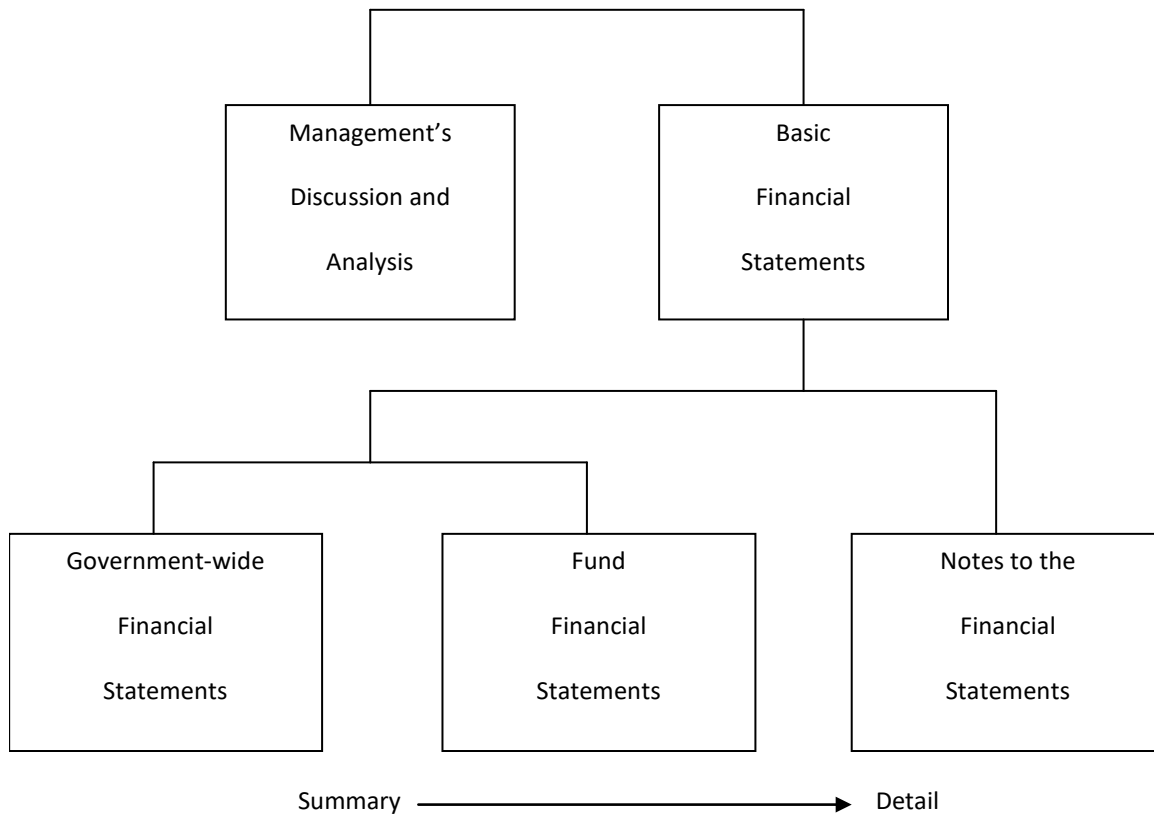 Management’s
Discussion and
Analysis
Basic
Financial
Statements
Government-wide
Financial
Statements
Fund
Financial
Statements
Notes to the
Financial
Statements
Summary
Detail